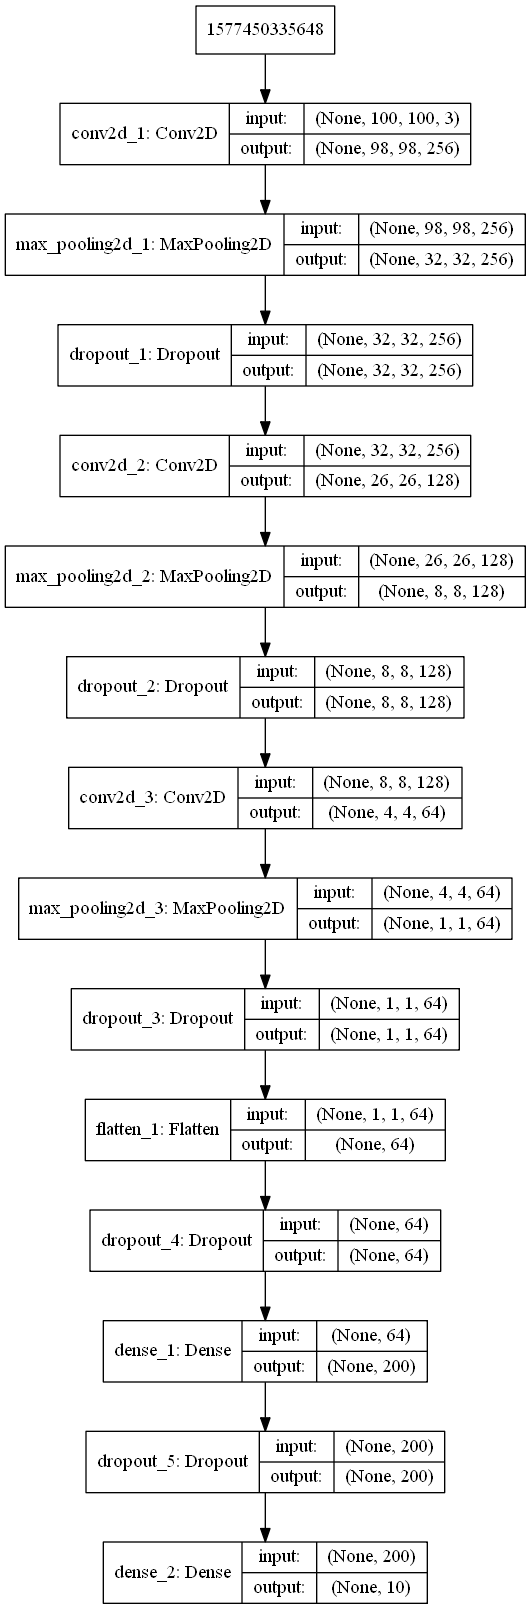 1577450335648
conv2d_1: Conv2D
input:
(None, 100, 100, 3)
output:
(None, 98, 98, 256)
max_pooling2d_1: MaxPooling2D
input:
(None, 98, 98, 256)
output:
(None, 32, 32, 256)
dropout_1: Dropout
input:
(None, 32, 32, 256)
output:
(None, 32, 32, 256)
conv2d_2: Conv2D
input:
(None, 32, 32, 256)
output:
(None, 26, 26, 128)
max_pooling2d_2: MaxPooling2D
input:
(None, 26, 26, 128)
output:
(None, 8, 8, 128)
dropout_2: Dropout
input:
(None, 8, 8, 128)
output:
(None, 8, 8, 128)
conv2d_3: Conv2D
input:
(None, 8, 8, 128)
output:
(None, 4, 4, 64)
max_pooling2d_3: MaxPooling2D
input:
(None, 4, 4, 64)
output:
(None, 1, 1, 64)
dropout_3: Dropout
input:
(None, 1, 1, 64)
output:
(None, 1, 1, 64)
flatten_1: Flatten
input:
(None, 1, 1, 64)
output:
(None, 64)
dropout_4: Dropout
input:
(None, 64)
output:
(None, 64)
dense_1: Dense
input:
(None, 64)
output:
(None, 200)
dropout_5: Dropout
input:
(None, 200)
output:
(None, 200)
dense_2: Dense
input:
(None, 200)
output:
(None, 10)